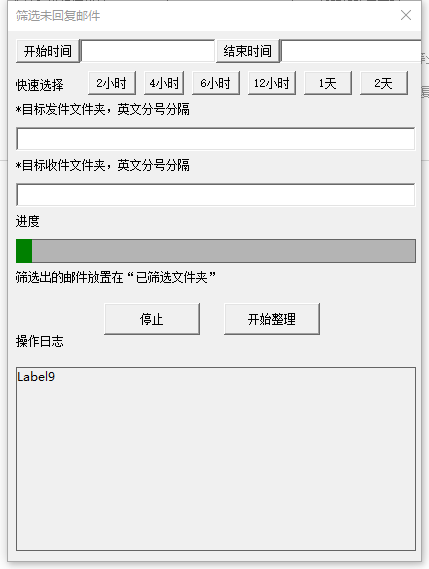 筛选未回复邮件
开始时间 结束时间
快速选择 2小时 4小时 6小时 12小时 1天 2天
*目标发件文件夹，英文分号分隔
*目标收件文件夹，英文分号分隔
进度
筛选出的邮件放置在“已筛选文件夹”
停止 开始整理
操作日志
Label9